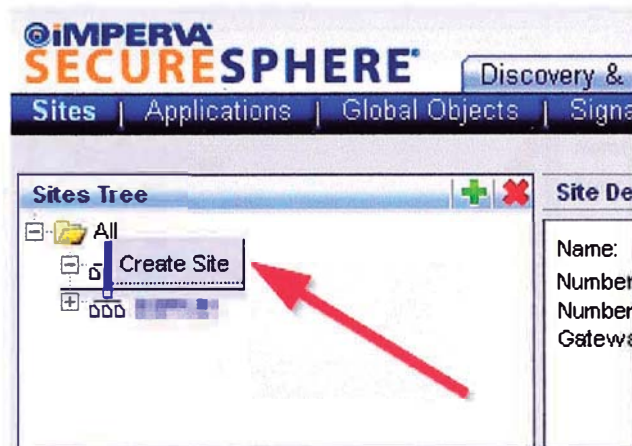 iMPERVA
SECURESPHERE
Discovery &
Sites | Applications | Global Objects | Signa
Sites Tree
Site De
All
Create Site
Name:
Number
Number
Gatewa